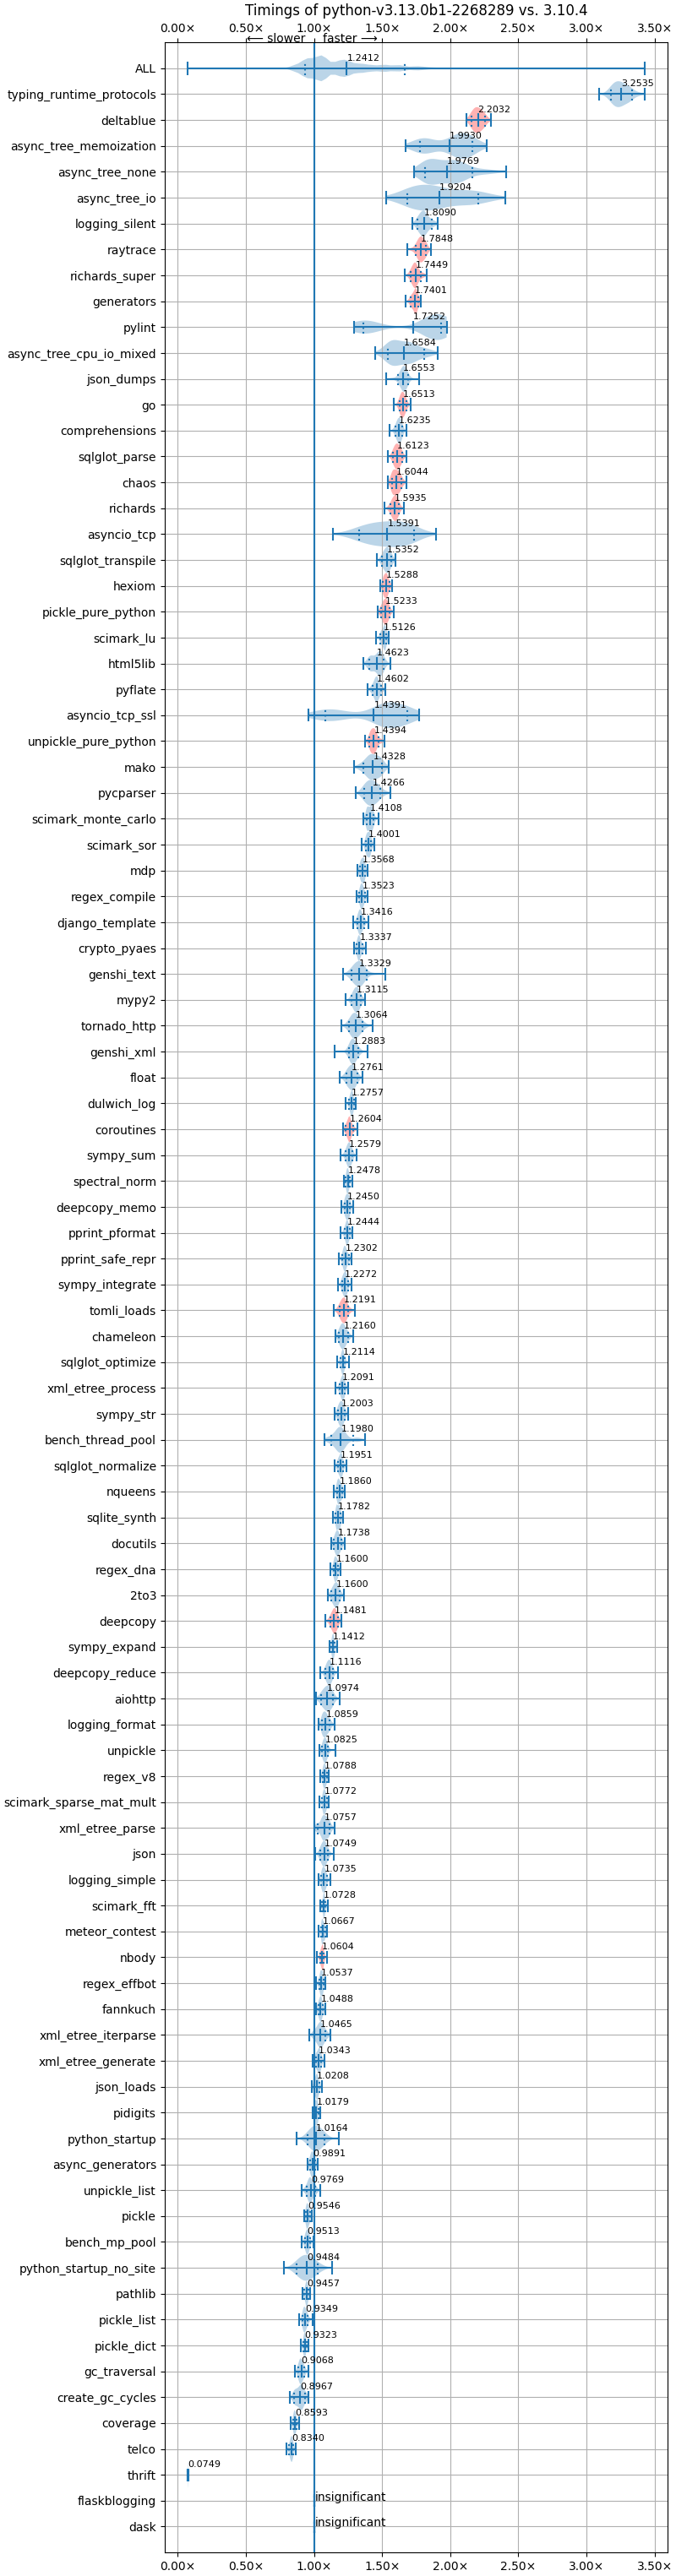 Timings of python-v3.13.0b1-2268289 vs. 3.10.4
0.00× 0.50× 1.00× 1.50× 2.00× 2.50× 3.00× 3.50×
⟵ slower faster ⟶
ALL 1.2412
typing_runtime_protocols 3.2535
deltablue 2.2032
async_tree_memoization 1.9930
async_tree_none 1.9769
async_tree_io 1.9204
logging_silent 1.8090
raytrace 1.7848
richards_super 1.7449
generators 1.7401
pylint 1.7252
async_tree_cpu_io_mixed 1.6584
json_dumps 1.6553
go 1.6513
comprehensions 1.6235
sqlglot_parse 1.6123
chaos 1.6044
richards 1.5935
asyncio_tcp 1.5391
sqlglot_transpile 1.5352
hexiom 1.5288
pickle_pure_python 1.5233
scimark_lu 1.5126
html5lib 1.4623
pyflate 1.4602
asyncio_tcp_ssl 1.4391
unpickle_pure_python 1.4394
mako 1.4328
pycparser 1.4266
scimark_monte_carlo 1.4108
scimark_sor 1.4001
mdp 1.3568
regex_compile 1.3523
django_template 1.3416
crypto_pyaes 1.3337
genshi_text 1.3329
mypy2 1.3115
tornado_http 1.3064
genshi_xml 1.2883
float 1.2761
dulwich_log 1.2757
coroutines 1.2604
sympy_sum 1.2579
spectral_norm 1.2478
deepcopy_memo 1.2450
pprint_pformat 1.2444
pprint_safe_repr 1.2302
sympy_integrate 1.2272
tomli_loads 1.2191
chameleon 1.2160
sqlglot_optimize 1.2114
xml_etree_process 1.2091
sympy_str 1.2003
bench_thread_pool 1.1980
sqlglot_normalize 1.1951
nqueens 1.1860
sqlite_synth 1.1782
docutils 1.1738
regex_dna 1.1600
2to3 1.1600
deepcopy 1.1481
sympy_expand 1.1412
deepcopy_reduce 1.1116
aiohttp 1.0974
logging_format 1.0859
unpickle 1.0825
regex_v8 1.0788
scimark_sparse_mat_mult 1.0772
xml_etree_parse 1.0757
json 1.0749
logging_simple 1.0735
scimark_fft 1.0728
meteor_contest 1.0667
nbody 1.0604
regex_effbot 1.0537
fannkuch 1.0488
xml_etree_iterparse 1.0465
xml_etree_generate 1.0343
json_loads 1.0208
pidigits 1.0179
python_startup 1.0164
async_generators 0.9891
unpickle_list 0.9769
pickle 0.9546
bench_mp_pool 0.9513
python_startup_no_site 0.9484
pathlib 0.9457
pickle_list 0.9349
pickle_dict 0.9323
gc_traversal 0.9068
create_gc_cycles 0.8967
coverage 0.8593
telco 0.8340
thrift 0.0749
flaskblogging insignificant
dask insignificant
0.00× 0.50× 1.00× 1.50× 2.00× 2.50× 3.00× 3.50×